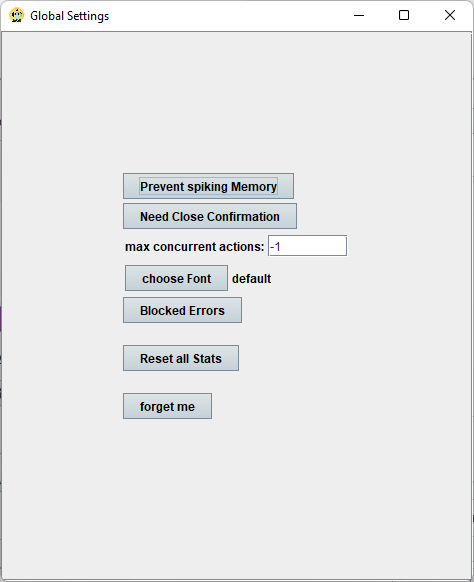 Global Settings
Prevent spiking Memory
Need Close Confirmation
max concurrent actions: -1
choose Font default
Blocked Errors
Reset all Stats
forget me